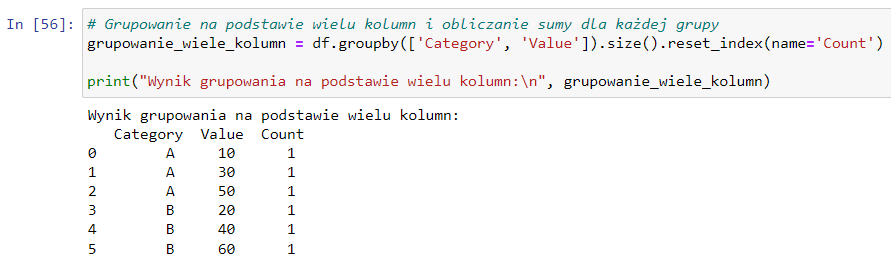 In [56]: # Grupowanie na podstawie wielu kolumn i obliczanie sumy dla każdej grupy
grupowanie_wiele_kolumn = df.groupby(['Category', 'Value']).size().reset_index(name='Count')
print("Wynik grupowania na podstawie wielu kolumn:\n", grupowanie_wiele_kolumn)
Wynik grupowania na podstawie wielu kolumn:
Category Value Count
0 A 10 1
1 A 30 1
2 A 50 1
3 B 20 1
4 B 40 1
5 B 60 1